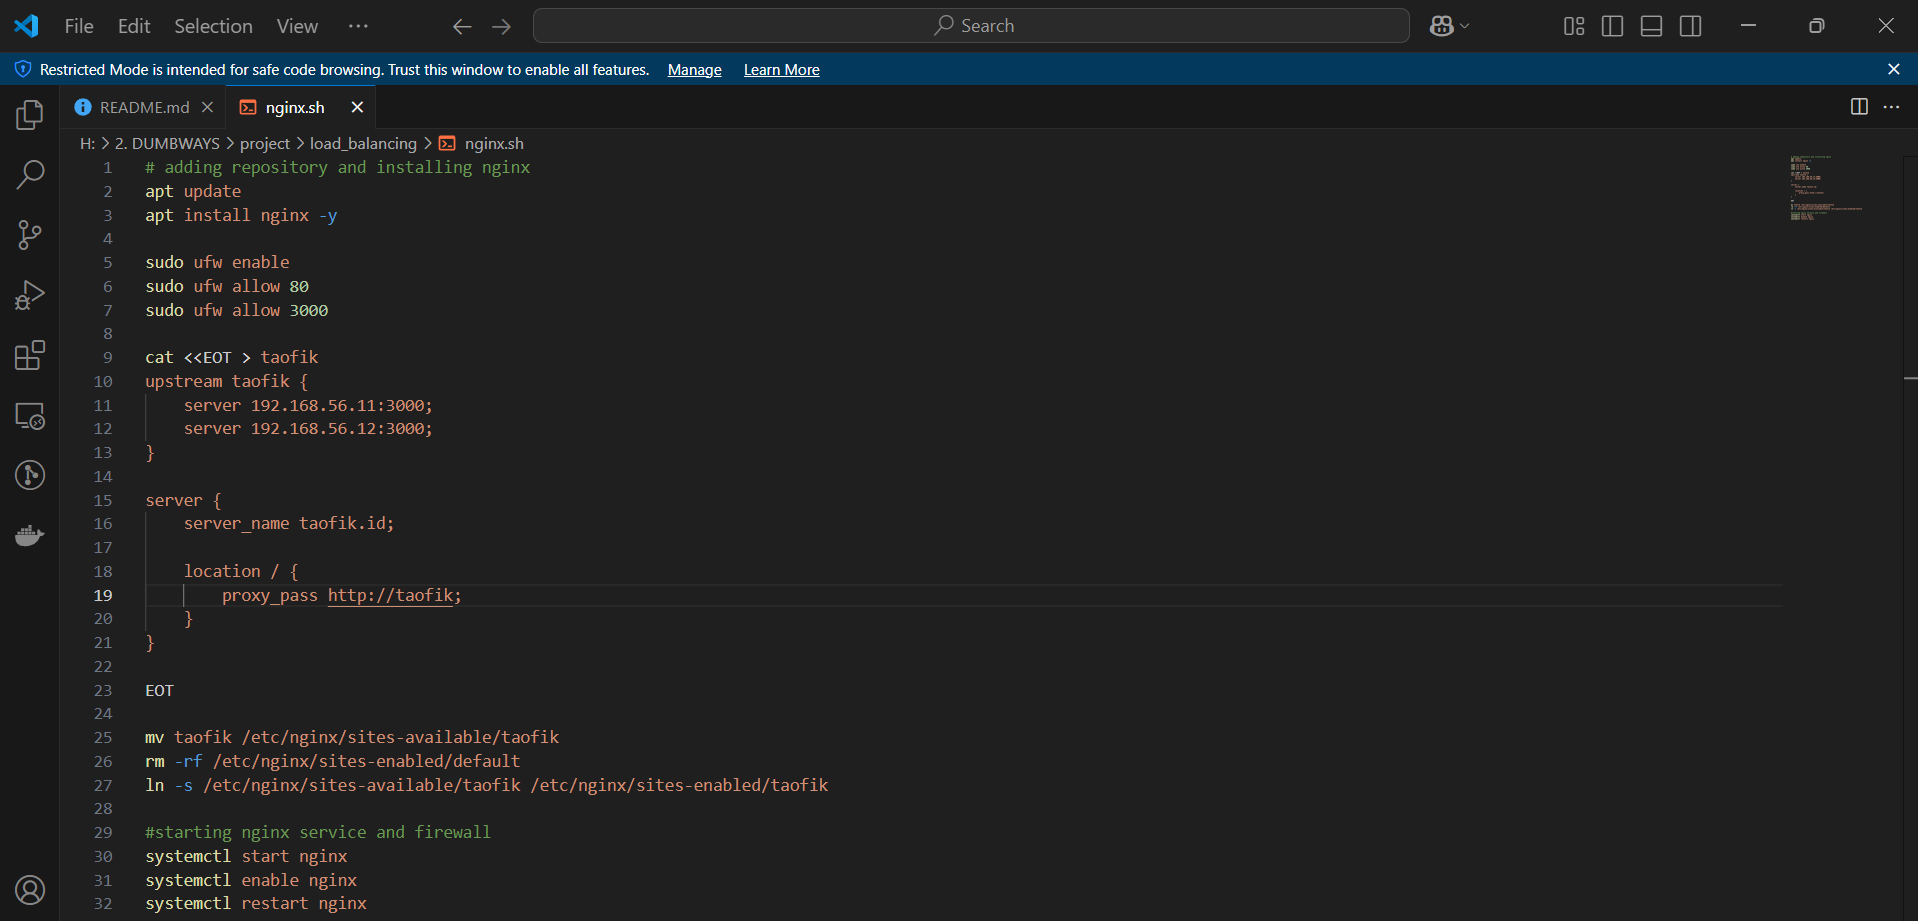 File Edit Selection View ··· Search
Restricted Mode is intended for safe code browsing. Trust this window to enable all features. Manage Learn More
README.md nginx.sh
H: > 2. DUMBWAYS > project > load_balancing > nginx.sh
1 # adding repository and installing nginx
2 apt update
3 apt install nginx -y
4
5 sudo ufw enable
6 sudo ufw allow 80
7 sudo ufw allow 3000
8
9 cat <<EOT > taofik
10 upstream taofik {
11 server 192.168.56.11:3000;
12 server 192.168.56.12:3000;
13 }
14
15 server {
16 server_name taofik.id;
17
18 location / {
19 proxy_pass http://taofik;
20 }
21 }
22
23 EOT
24
25 mv taofik /etc/nginx/sites-available/taofik
26 rm -rf /etc/nginx/sites-enabled/default
27 ln -s /etc/nginx/sites-available/taofik /etc/nginx/sites-enabled/taofik
28
29 #starting nginx service and firewall
30 systemctl start nginx
31 systemctl enable nginx
32 systemctl restart nginx